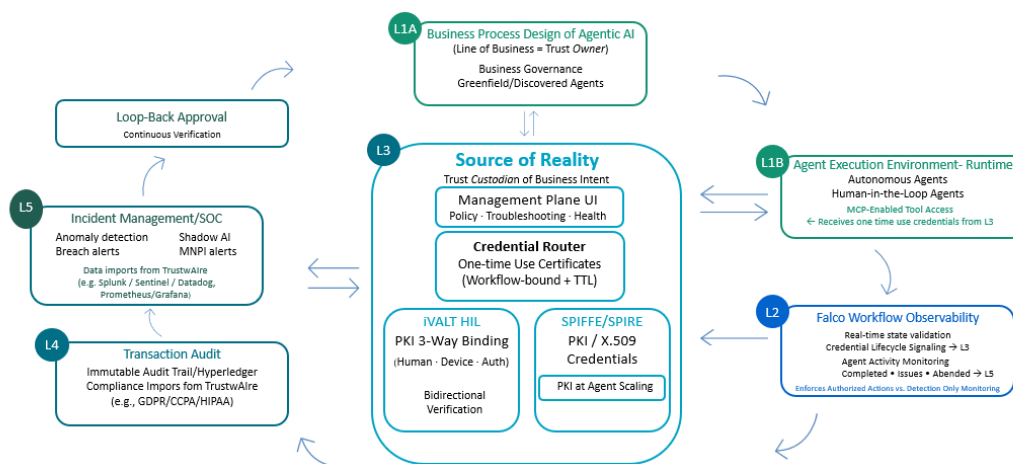 L1A
Business Process Design of Agentic AI
(Line of Business = Trust Owner)
Business Governance
Greenfield/Discovered Agents
Loop-Back Approval
Continuous Verification
L3
Source of Reality
Trust Custodian of Business Intent
Management Plane UI
Policy · Troubleshooting · Health
Credential Router
One-time Use Certificates
(Workflow-bound + TTL)
iVALT HIL
PKI 3-Way Binding
(Human · Device · Auth)
Bidirectional
Verification
SPIFFE/SPIRE
PKI / X.509
Credentials
PKI at Agent Scaling
L1B
Agent Execution Environment- Runtime
Autonomous Agents
Human-in-the-Loop Agents
MCP-Enabled Tool Access
← Receives one time use credentials from L3
L5
Incident Management/SOC
Anomaly detection Shadow AI
Breach alerts MNPI alerts
Data imports from TrustwAIre
(e.g. Splunk / Sentinel / Datadog,
Prometheus/Grafana)
L2
Falco Workflow Observability
Real-time state validation
Credential Lifecycle Signaling → L3
Agent Activity Monitoring
Completed • Issues • Abended → L5
Enforces Authorized Actions vs. Detection Only Monitoring
L4
Transaction Audit
Immutable Audit Trail/Hyperledger
Compliance Impors fom TrustwAIre
(e.g., GDPR/CCPA/HIPAA)